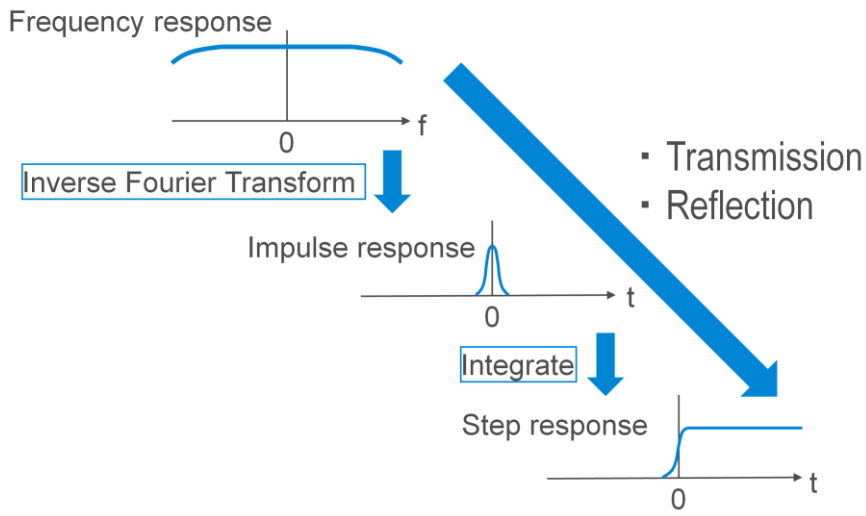 Frequency response
f
0
Inverse Fourier Transform
▪ Transmission
▪ Reflection
Impulse response
t
0
Integrate
Step response
t
0